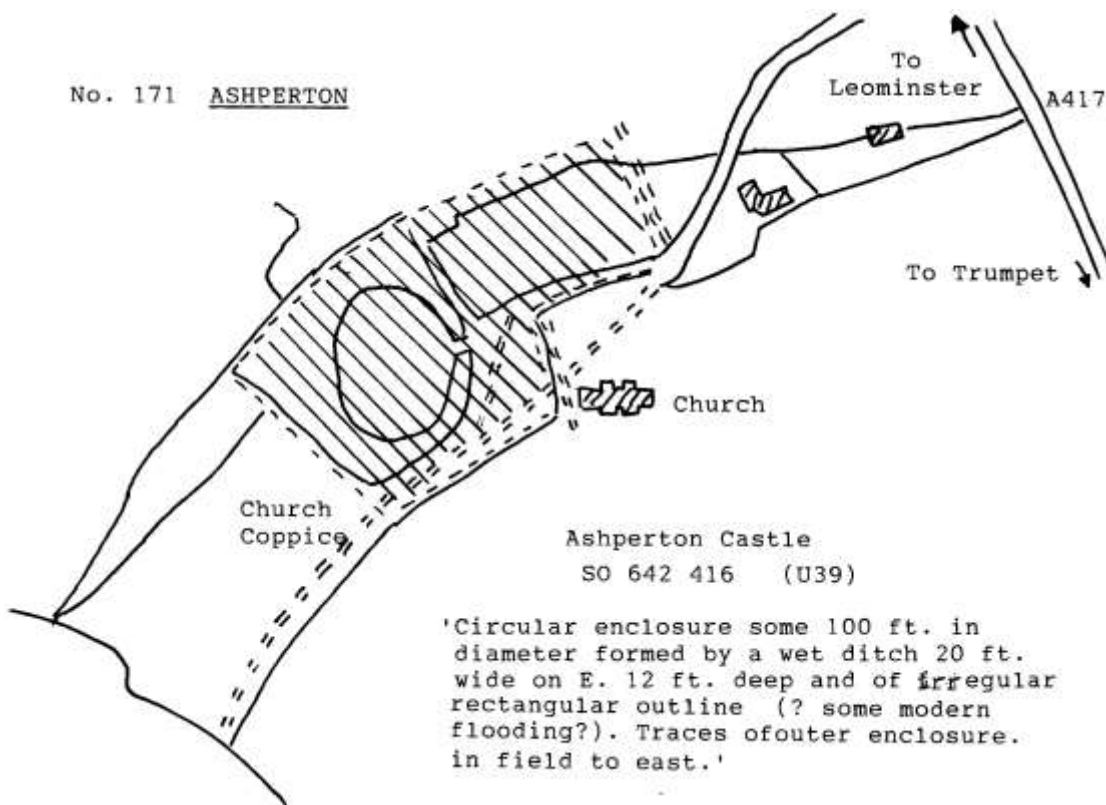 No. 171 ASHPERTON
To
Leominster
A417
To Trumpet
Church
Church
Coppice
Ashperton Castle
SO 642 416 (U39)
'Circular enclosure some 100 ft. in
diameter formed by a wet ditch 20 ft.
wide on E. 12 ft. deep and of irregular
rectangular outline (? some modern
flooding?). Traces ofouter enclosure.
in field to east.'